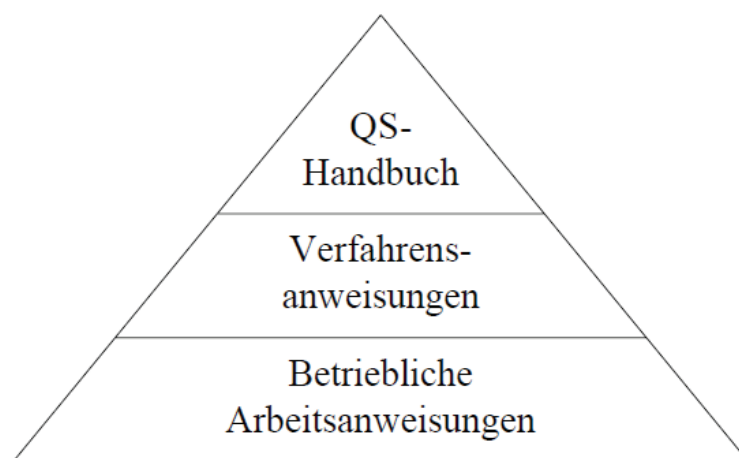 QS-
Handbuch
Verfahrens-
anweisungen
Betriebliche
Arbeitsanweisungen